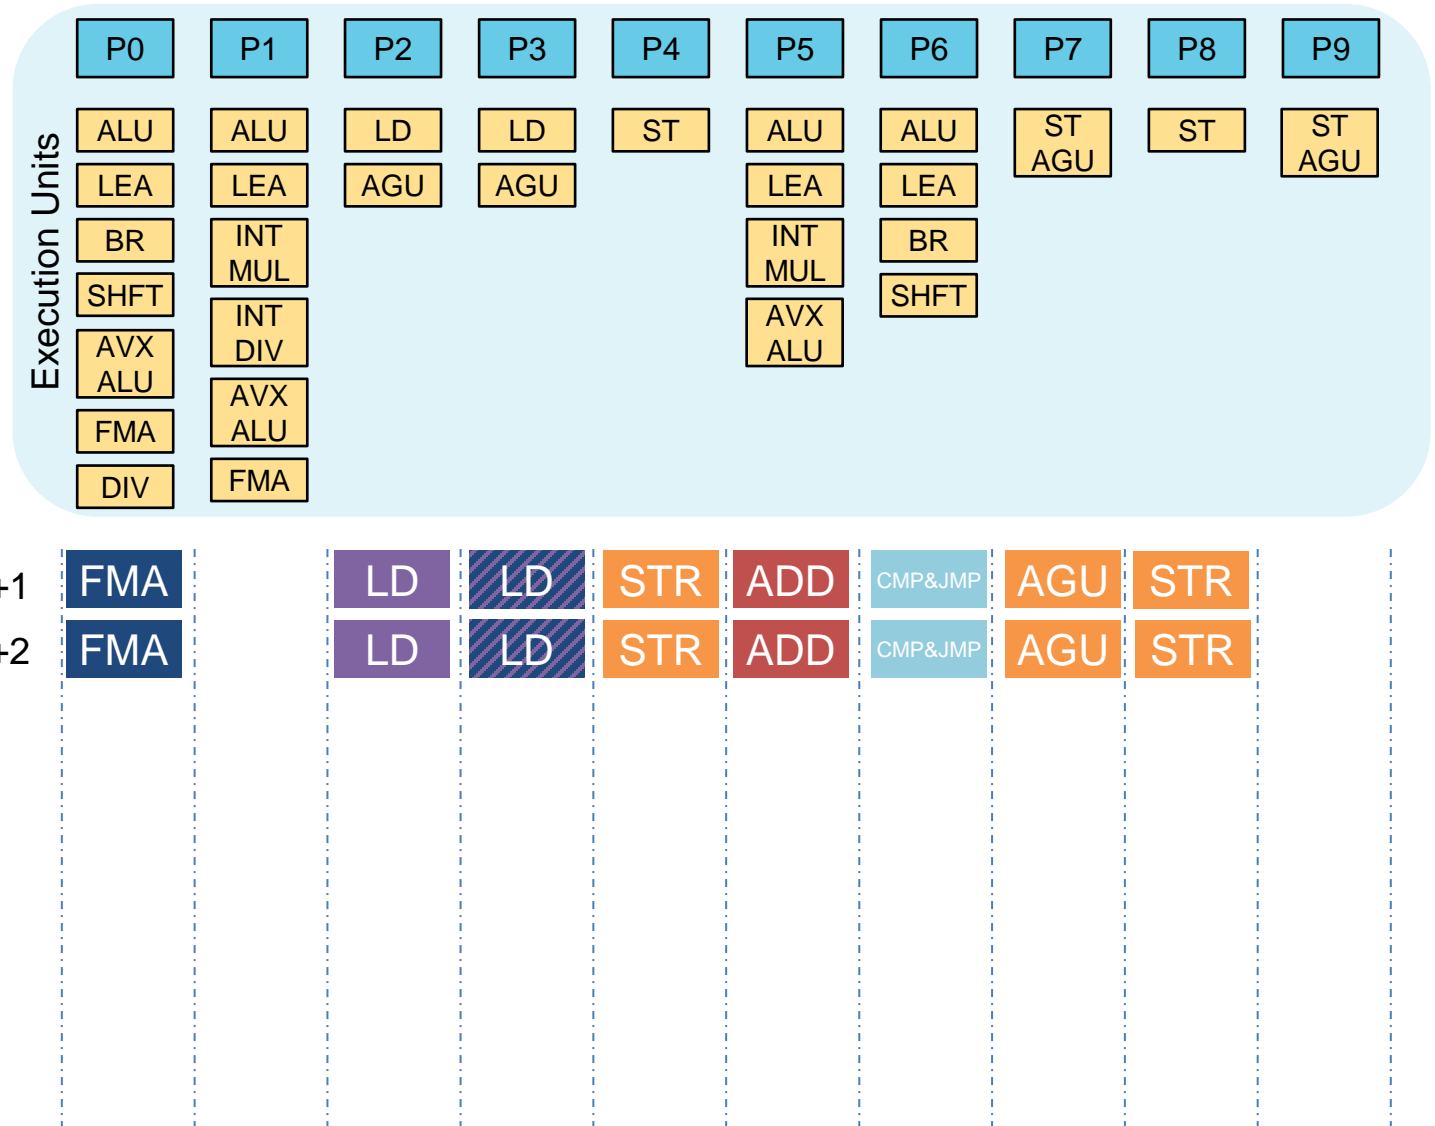 P0 P1 P2 P3 P4 P5 P6 P7 P8 P9
Execution Units
ALU ALU LD LD ST ALU ALU ST AGU ST ST AGU
LEA LEA AGU AGU LEA LEA
BR INT MUL INT MUL BR
SHFT INT DIV AVX ALU SHFT
AVX ALU AVX ALU
FMA FMA
DIV
+1 FMA LD LD STR ADD CMP&JMP AGU STR
+2 FMA LD LD STR ADD CMP&JMP AGU STR